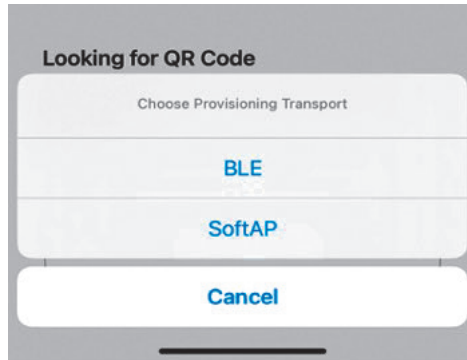 Looking for QR Code
Choose Provisioning Transport
BLE
SoftAP
Cancel